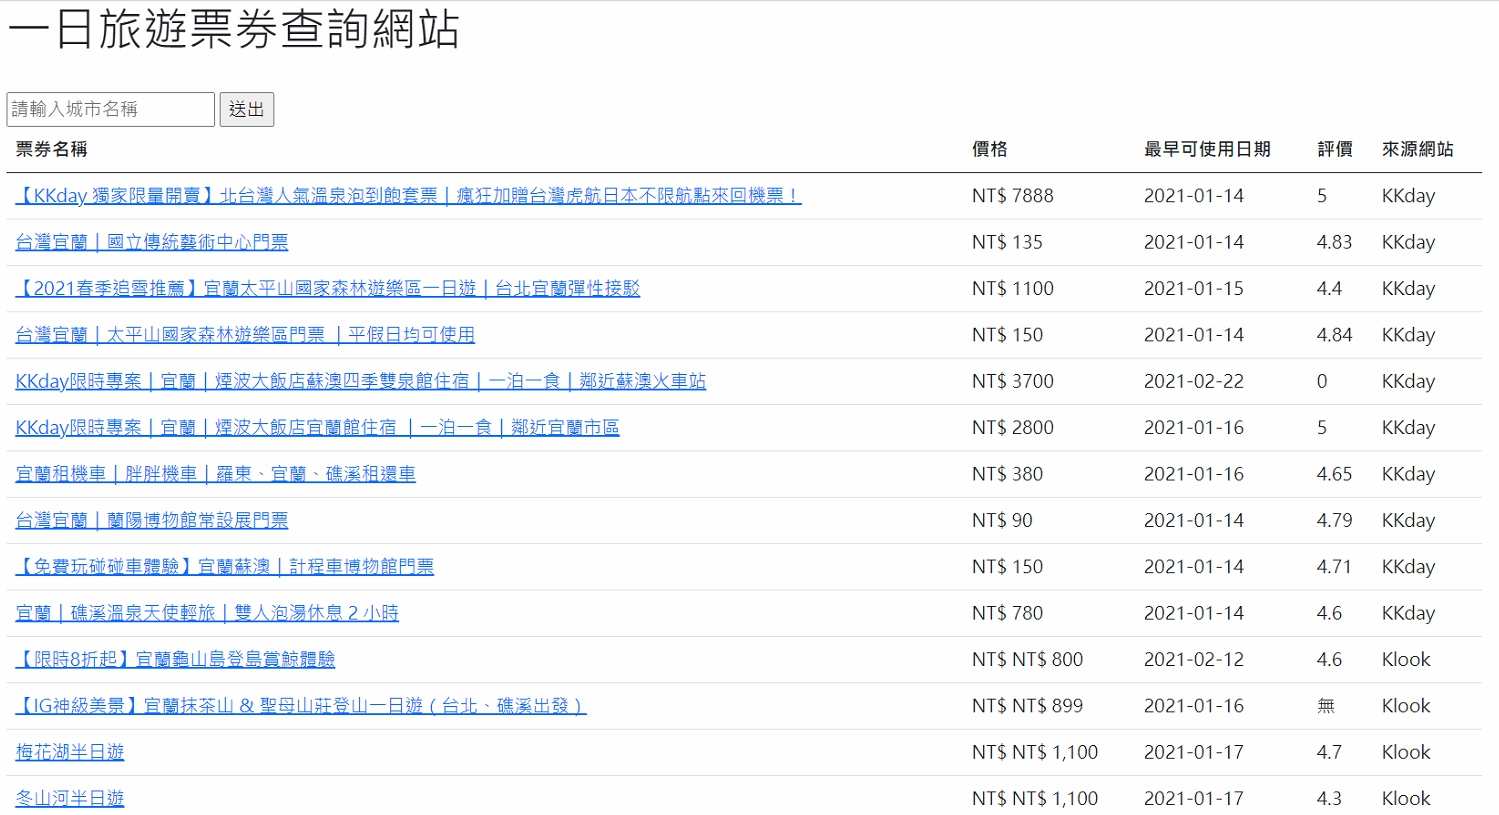 一日旅遊票券查詢網站
請輸入城市名稱 送出
票券名稱 價格 最早可使用日期 評價 來源網站
【KKday 獨家限量開賣】北台灣人氣溫泉泡到飽套票｜瘋狂加贈台灣虎航日本不限航點來回機票！ NT$ 7888 2021-01-14 5 KKday
台灣宜蘭｜國立傳統藝術中心門票 NT$ 135 2021-01-14 4.83 KKday
【2021春季追雪推薦】宜蘭太平山國家森林遊樂區一日遊｜台北宜蘭彈性接駁 NT$ 1100 2021-01-15 4.4 KKday
台灣宜蘭｜太平山國家森林遊樂區門票 ｜平假日均可使用 NT$ 150 2021-01-14 4.84 KKday
KKday限時專案｜宜蘭｜煙波大飯店蘇澳四季雙泉館住宿｜一泊一食｜鄰近蘇澳火車站 NT$ 3700 2021-02-22 0 KKday
KKday限時專案｜宜蘭｜煙波大飯店宜蘭館住宿 ｜一泊一食｜鄰近宜蘭市區 NT$ 2800 2021-01-16 5 KKday
宜蘭租機車｜胖胖機車｜羅東、宜蘭、礁溪租還車 NT$ 380 2021-01-16 4.65 KKday
台灣宜蘭｜蘭陽博物館常設展門票 NT$ 90 2021-01-14 4.79 KKday
【免費玩碰碰車體驗】宜蘭蘇澳｜計程車博物館門票 NT$ 150 2021-01-14 4.71 KKday
宜蘭｜礁溪溫泉天使輕旅｜雙人泡湯休息 2 小時 NT$ 780 2021-01-14 4.6 KKday
【限時8折起】宜蘭龜山島登島賞鯨體驗 NT$ NT$ 800 2021-02-12 4.6 Klook
【IG神級美景】宜蘭抹茶山 & 聖母山莊登山一日遊（台北、礁溪出發） NT$ NT$ 899 2021-01-16 無 Klook
梅花湖半日遊 NT$ NT$ 1,100 2021-01-17 4.7 Klook
冬山河半日遊 NT$ NT$ 1,100 2021-01-17 4.3 Klook